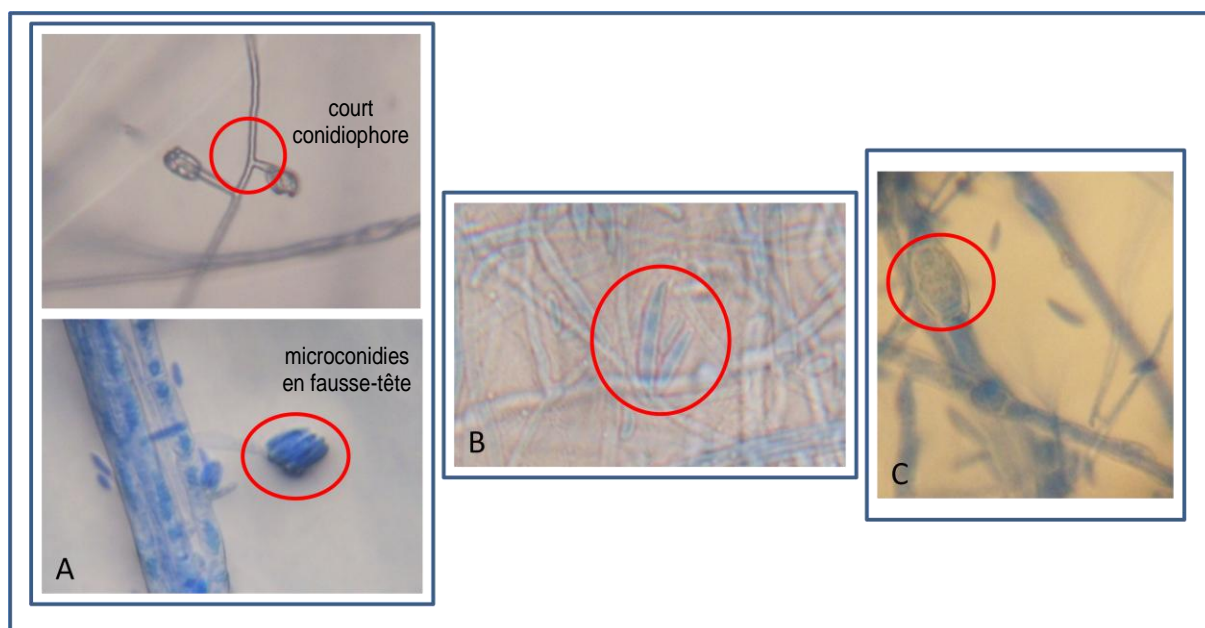 court
conidiophore
microconidies
en fausse-tête
A
B
C